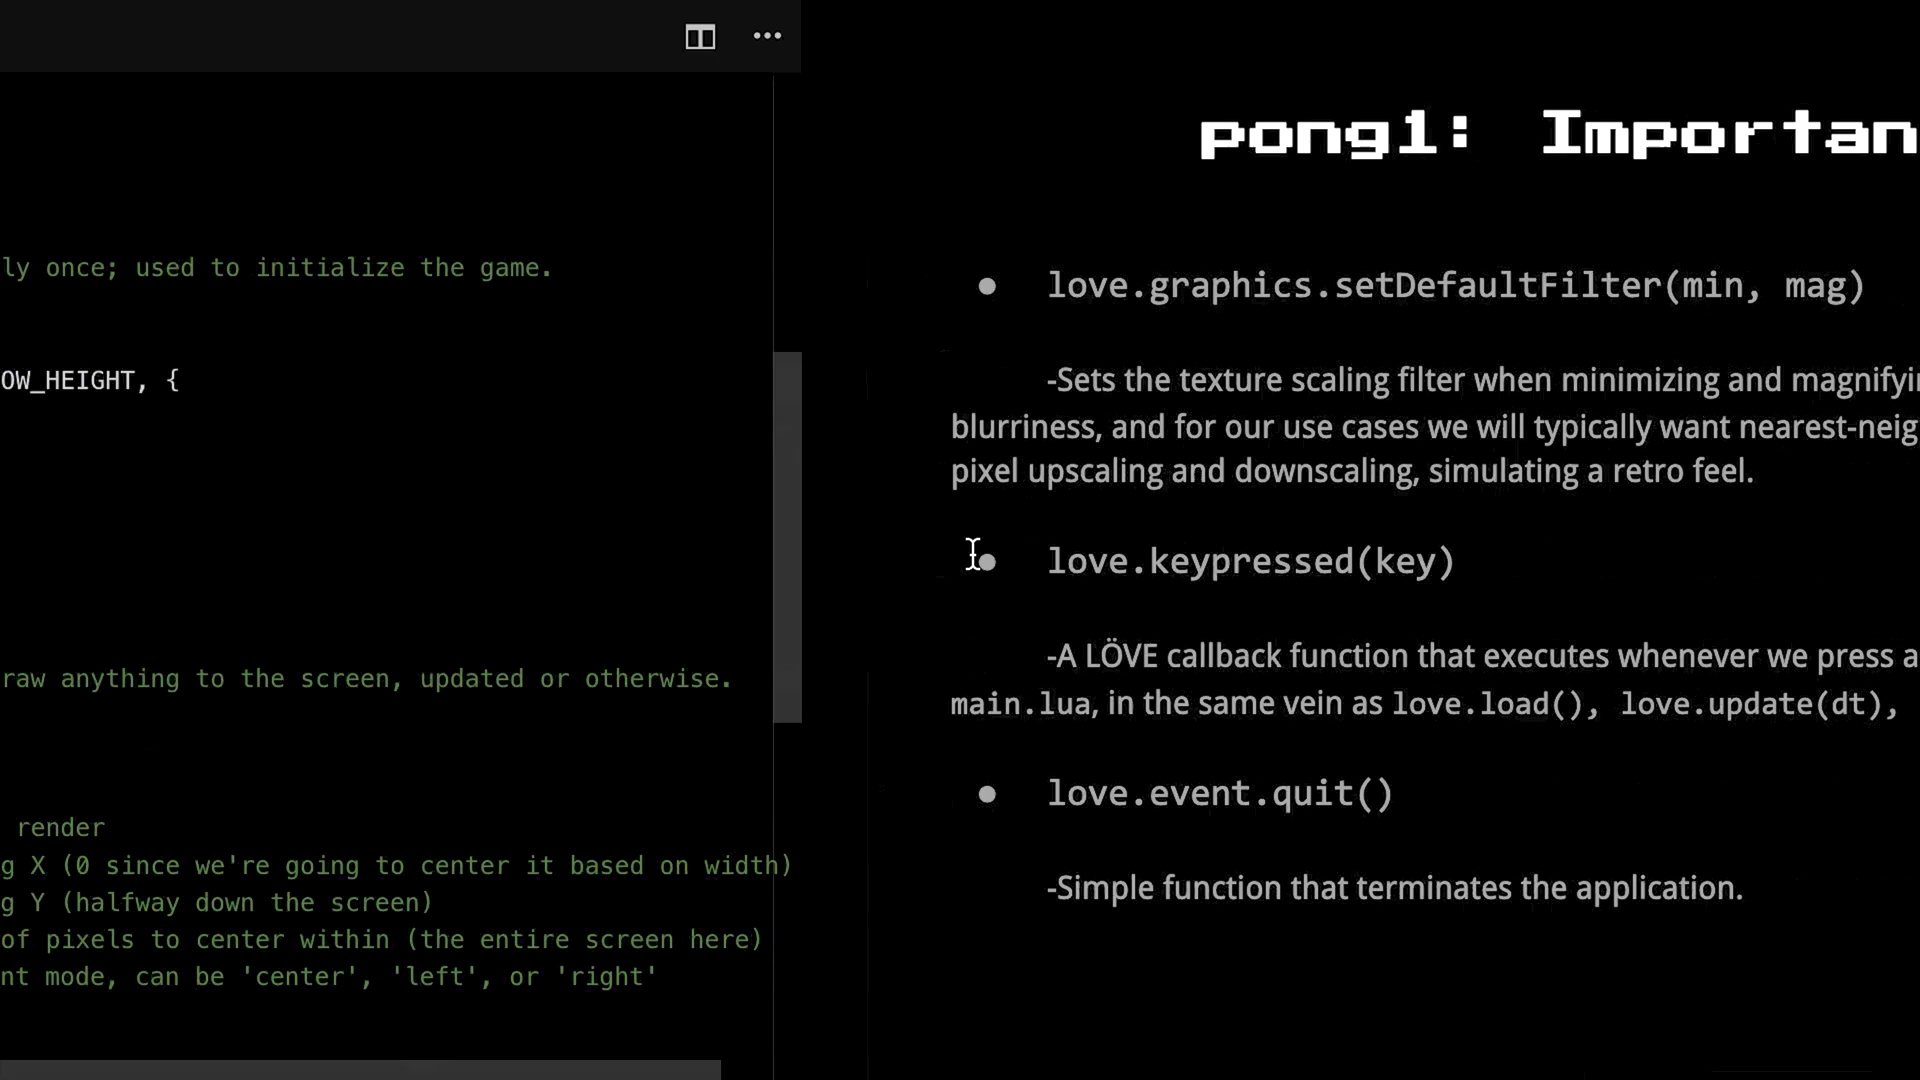 ly once; used to initialize the game.
OW_HEIGHT, {
raw anything to the screen, updated or otherwise.
render
g X (0 since we're going to center it based on width)
g Y (halfway down the screen)
of pixels to center within (the entire screen here)
nt mode, can be 'center', 'left', or 'right'
pong1: Importan
● love.graphics.setDefaultFilter(min, mag)
-Sets the texture scaling filter when minimizing and magnifyin
blurriness, and for our use cases we will typically want nearest-neig
pixel upscaling and downscaling, simulating a retro feel.
● love.keypressed(key)
-A LÖVE callback function that executes whenever we press a
main.lua, in the same vein as love.load(), love.update(dt),
● love.event.quit()
-Simple function that terminates the application.